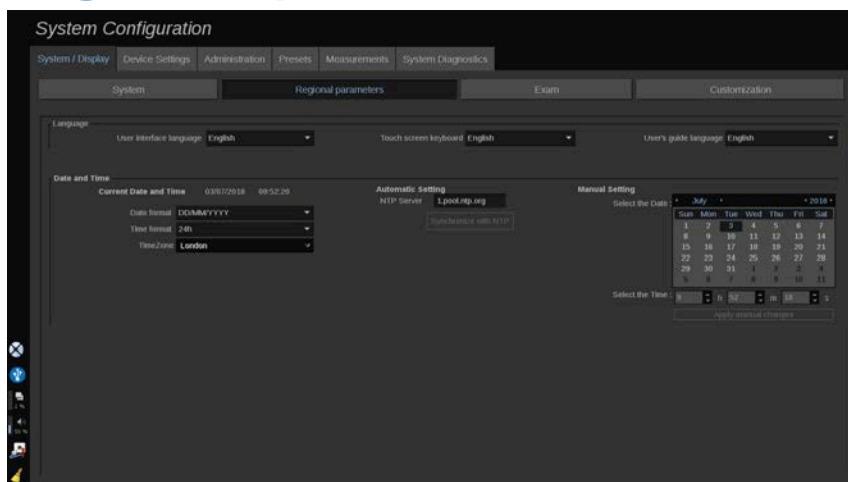 System Configuration
System / Display Device Settings Administration Presets Measurements System Diagnostics
System Regional parameters Exam Customization
Language
User interface language English Touch screen keyboard English User's guide language English
Date and Time
Current Date and Time 03/07/2018 Automatic Setting Manual Setting
NTP Server 1.pool.ntp.org Select the Date : July 2018
Date format DD/MM/YYYY Synchronize with NTP Sun Mon Tue Wed Thu Fri Sat
Time format 24h 1 2 3 4 5 6 7
TimeZone London 8 9 10 11 12 13 14
15 16 17 18 19 20 21
22 23 24 25 26 27 28
29 30 31 1 2 3 4
5 6 7 8 9 10 11
Select the Time : h 52 m 18 s
Apply manual changes